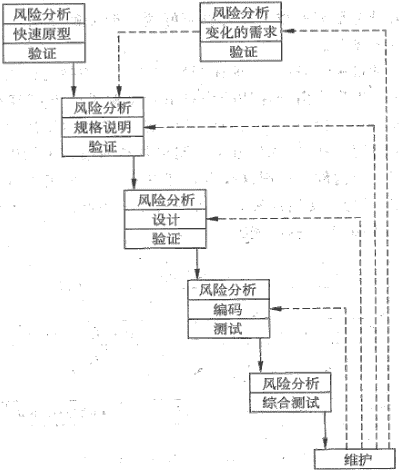 风险分析
快速原型
验证
风险分析
变化的需求
验证
风险分析
规格说明
验证
风险分析
设计
验证
风险分析
编码
测试
风险分析
综合测试
维护